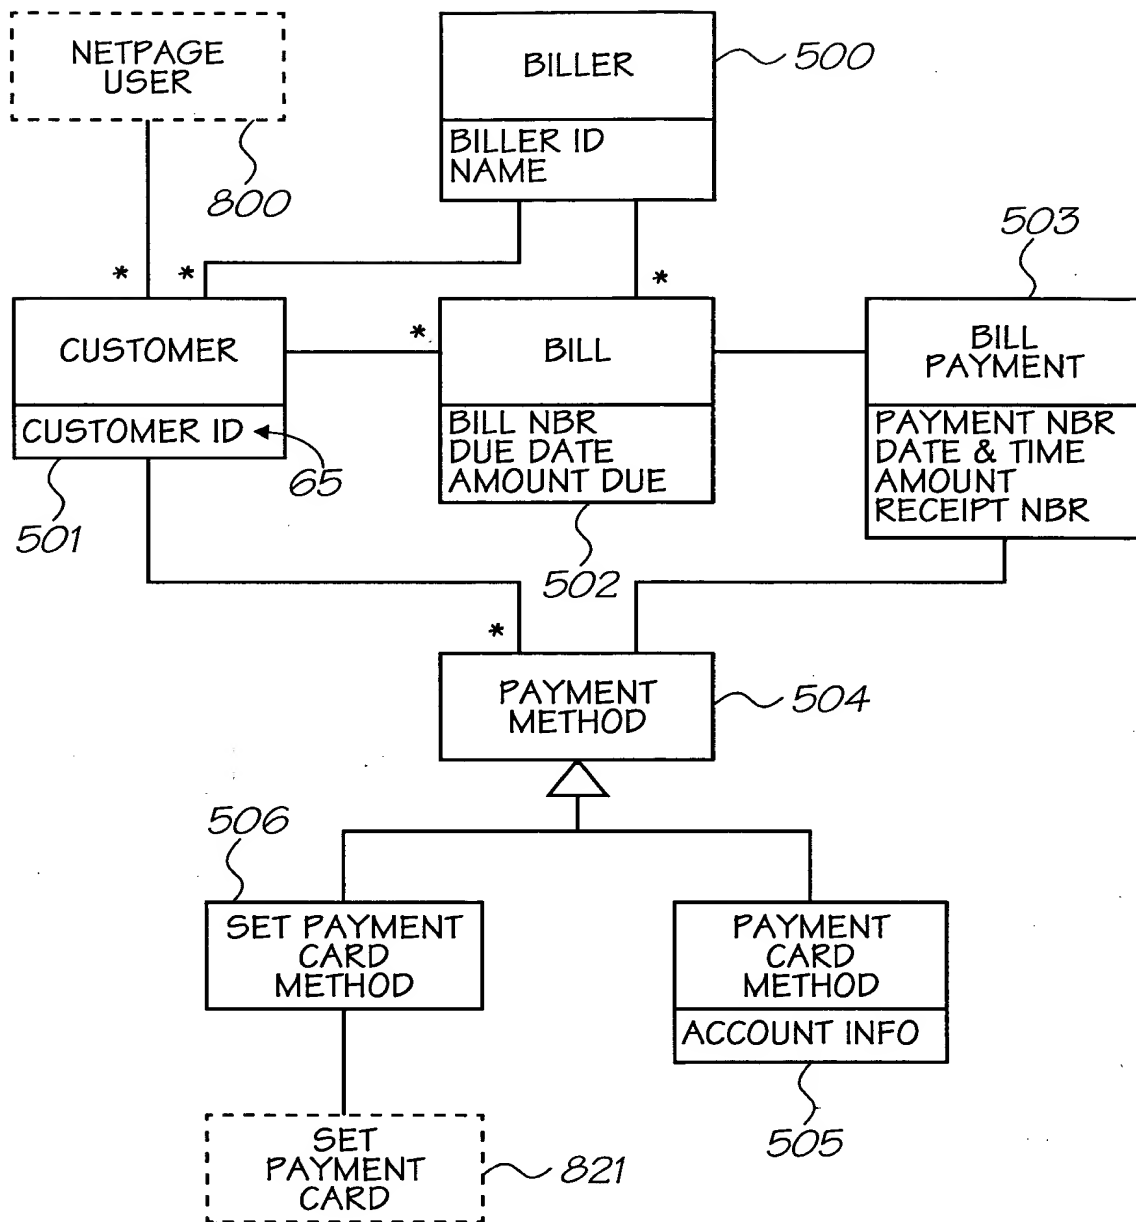 NETPAGE
USER
800
BILLER
500
BILLER ID
NAME
503
*
*
*
CUSTOMER
*
BILL
BILL
PAYMENT
CUSTOMER ID
65
501
BILL NBR
DUE DATE
AMOUNT DUE
502
PAYMENT NBR
DATE & TIME
AMOUNT
RECEIPT NBR
*
PAYMENT
METHOD
504
506
SET PAYMENT
CARD
METHOD
PAYMENT
CARD
METHOD
ACCOUNT INFO
505
SET
PAYMENT
CARD
821